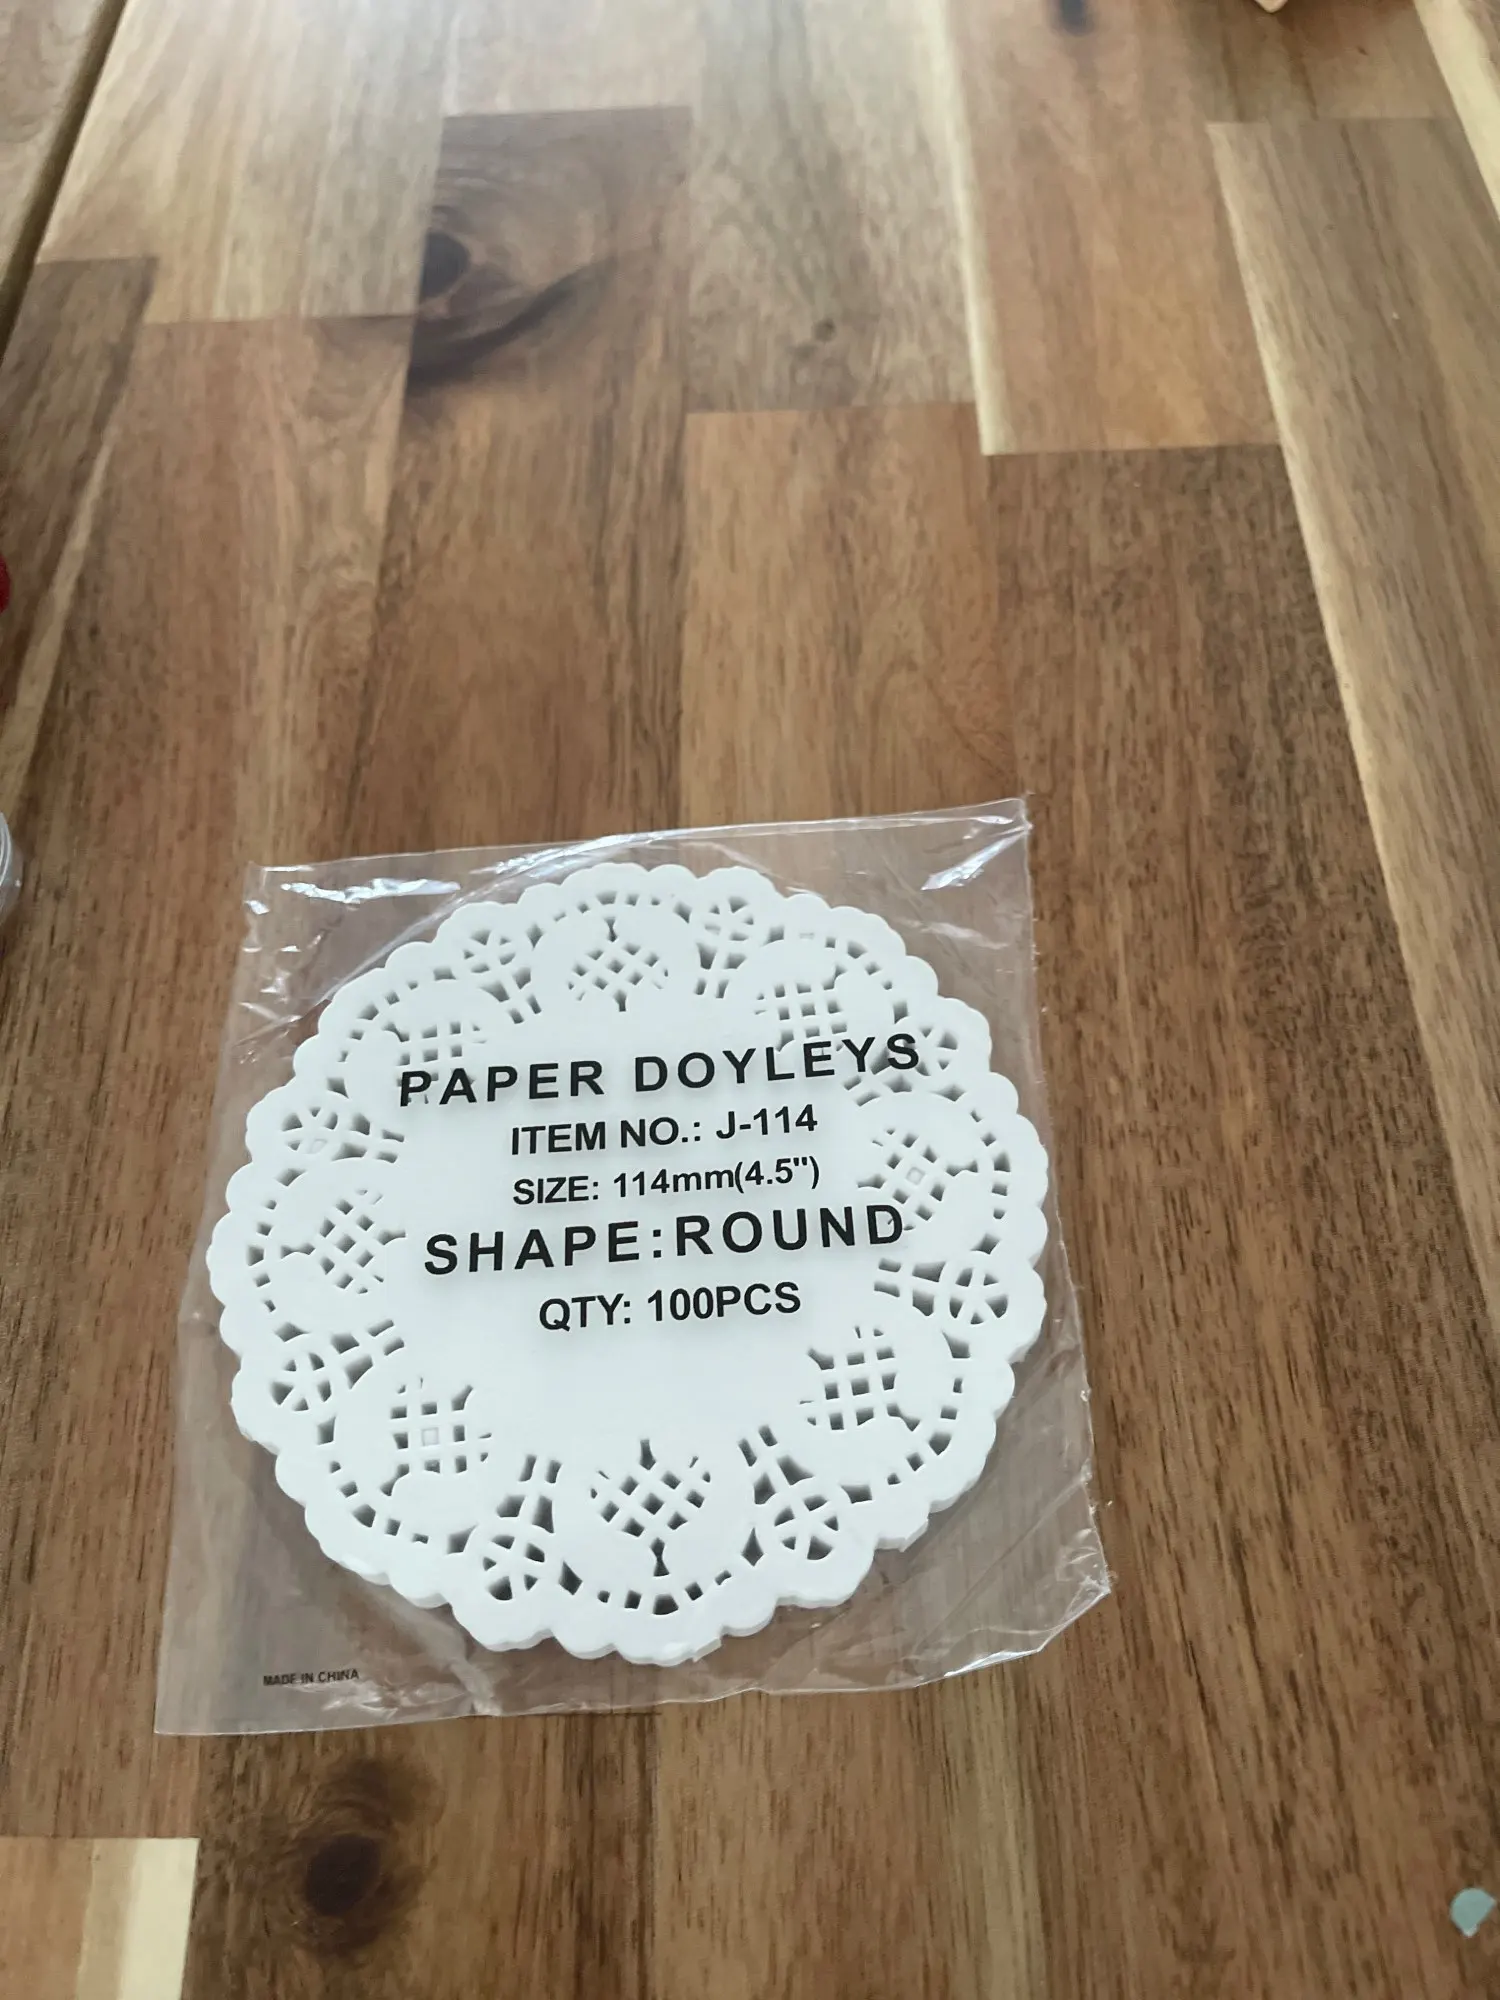 PAPER DOYLEYS
ITEM NO.: J-114
SIZE: 114mm(4.5")
SHAPE:ROUND
QTY: 100PCS
MADE IN CHINA